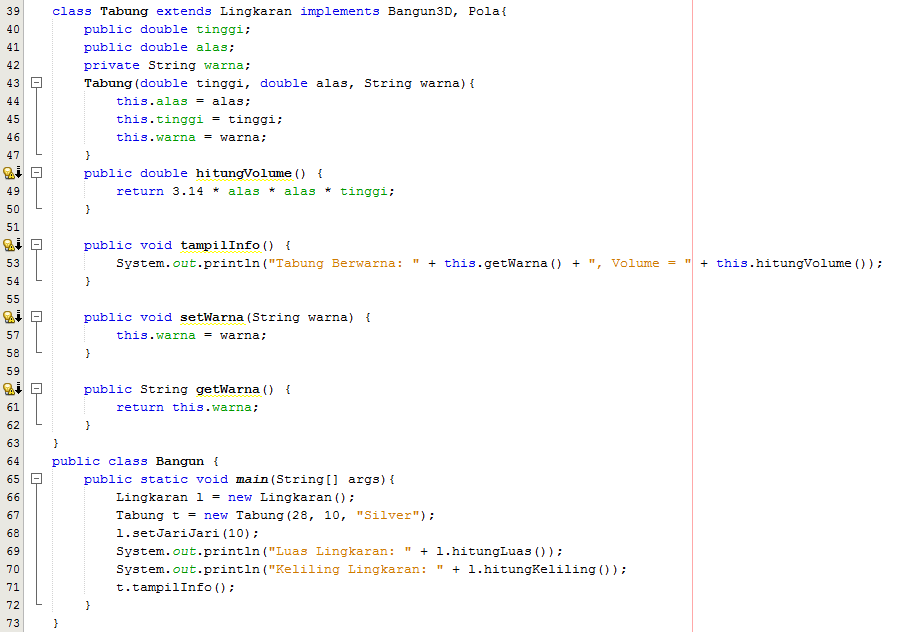 39 class Tabung extends Lingkaran implements Bangun3D, Pola{
40     public double tinggi;
41     public double alas;
42     private String warna;
43     Tabung(double tinggi, double alas, String warna){
44         this.alas = alas;
45         this.tinggi = tinggi;
46         this.warna = warna;
47     }
    public double hitungVolume() {
49         return 3.14 * alas * alas * tinggi;
50     }
51
    public void tampilInfo() {
53         System.out.println("Tabung Berwarna: " + this.getWarna() + ", Volume = " + this.hitungVolume());
54     }
55
    public void setWarna(String warna) {
57         this.warna = warna;
58     }
59
    public String getWarna() {
61         return this.warna;
62     }
63 }
64 public class Bangun {
65     public static void main(String[] args){
66         Lingkaran l = new Lingkaran();
67         Tabung t = new Tabung(28, 10, "Silver");
68         l.setJariJari(10);
69         System.out.println("Luas Lingkaran: " + l.hitungLuas());
70         System.out.println("Keliling Lingkaran: " + l.hitungKeliling());
71         t.tampilInfo();
72     }
73 }